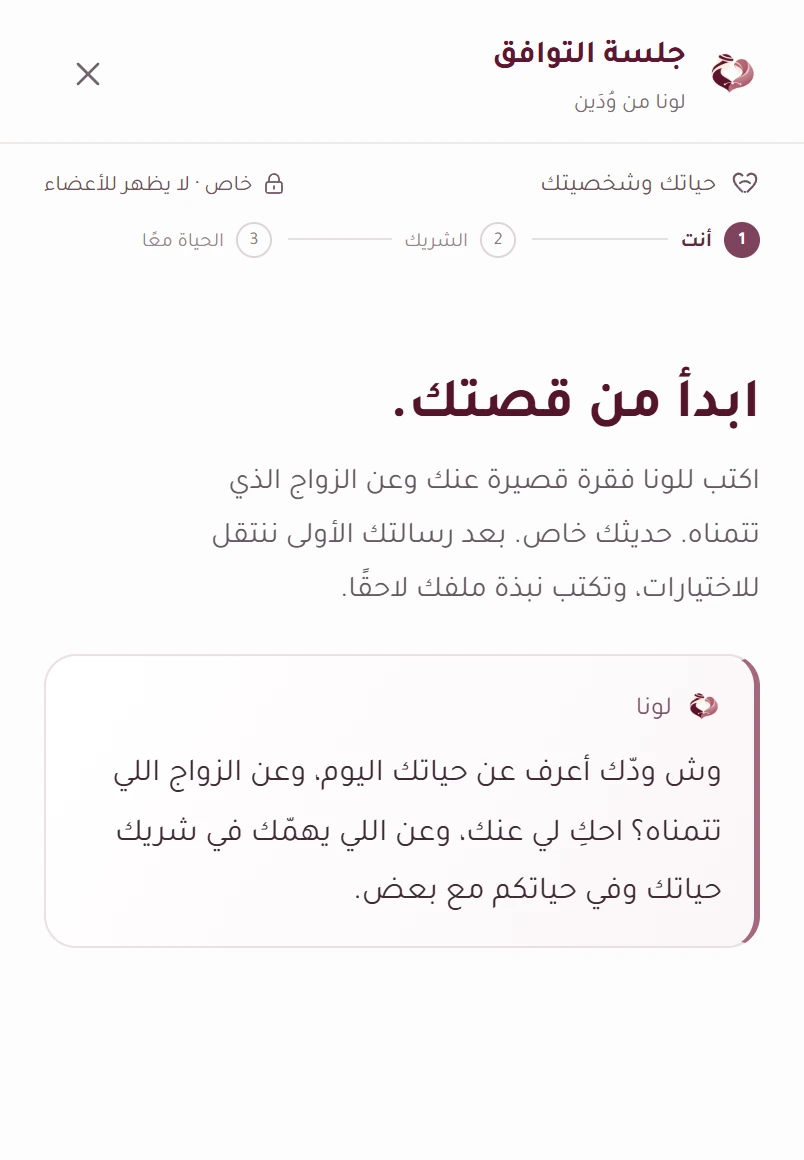 جلسة التوافق
لونا من وُدَين
حياتك وشخصيتك
خاص · لا يظهر للأعضاء
1 أنت
2 الشريك
3 الحياة معًا
ابدأ من قصتك.
اكتب للونا فقرة قصيرة عنك وعن الزواج الذي
تتمناه. حديثك خاص. بعد رسالتك الأولى ننتقل
للاختيارات، وتكتب نبذة ملفك لاحقًا.
لونا
وش ودّك أعرف عن حياتك اليوم، وعن الزواج اللي
تتمناه؟ احكِ لي عنك، وعن اللي يهمّك في شريك
حياتك وفي حياتكم مع بعض.